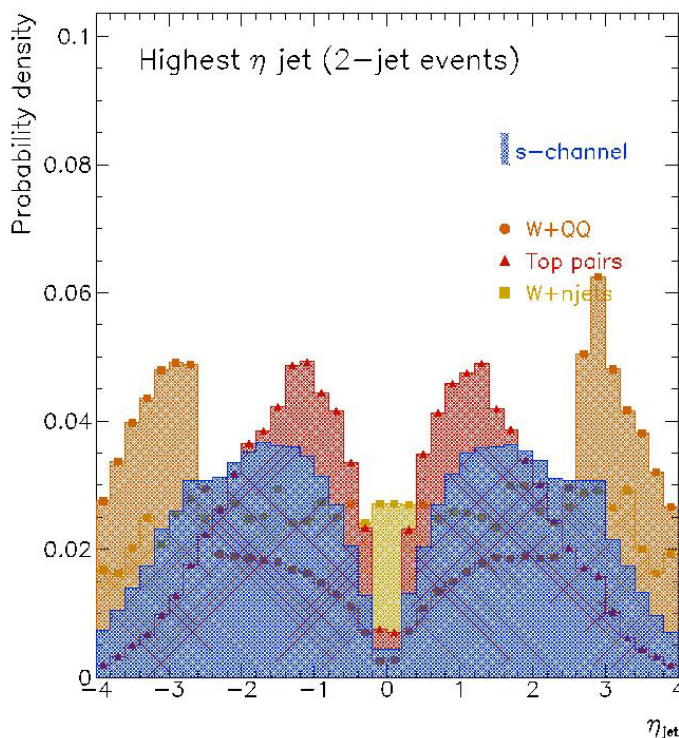 Probability density
0.1
0.08
0.06
0.04
0.02
0
Highest η jet (2-jet events)
s-channel
W+QQ
Top pairs
W+njets
-4 -3 -2 -1 0 1 2 3 4
η jet